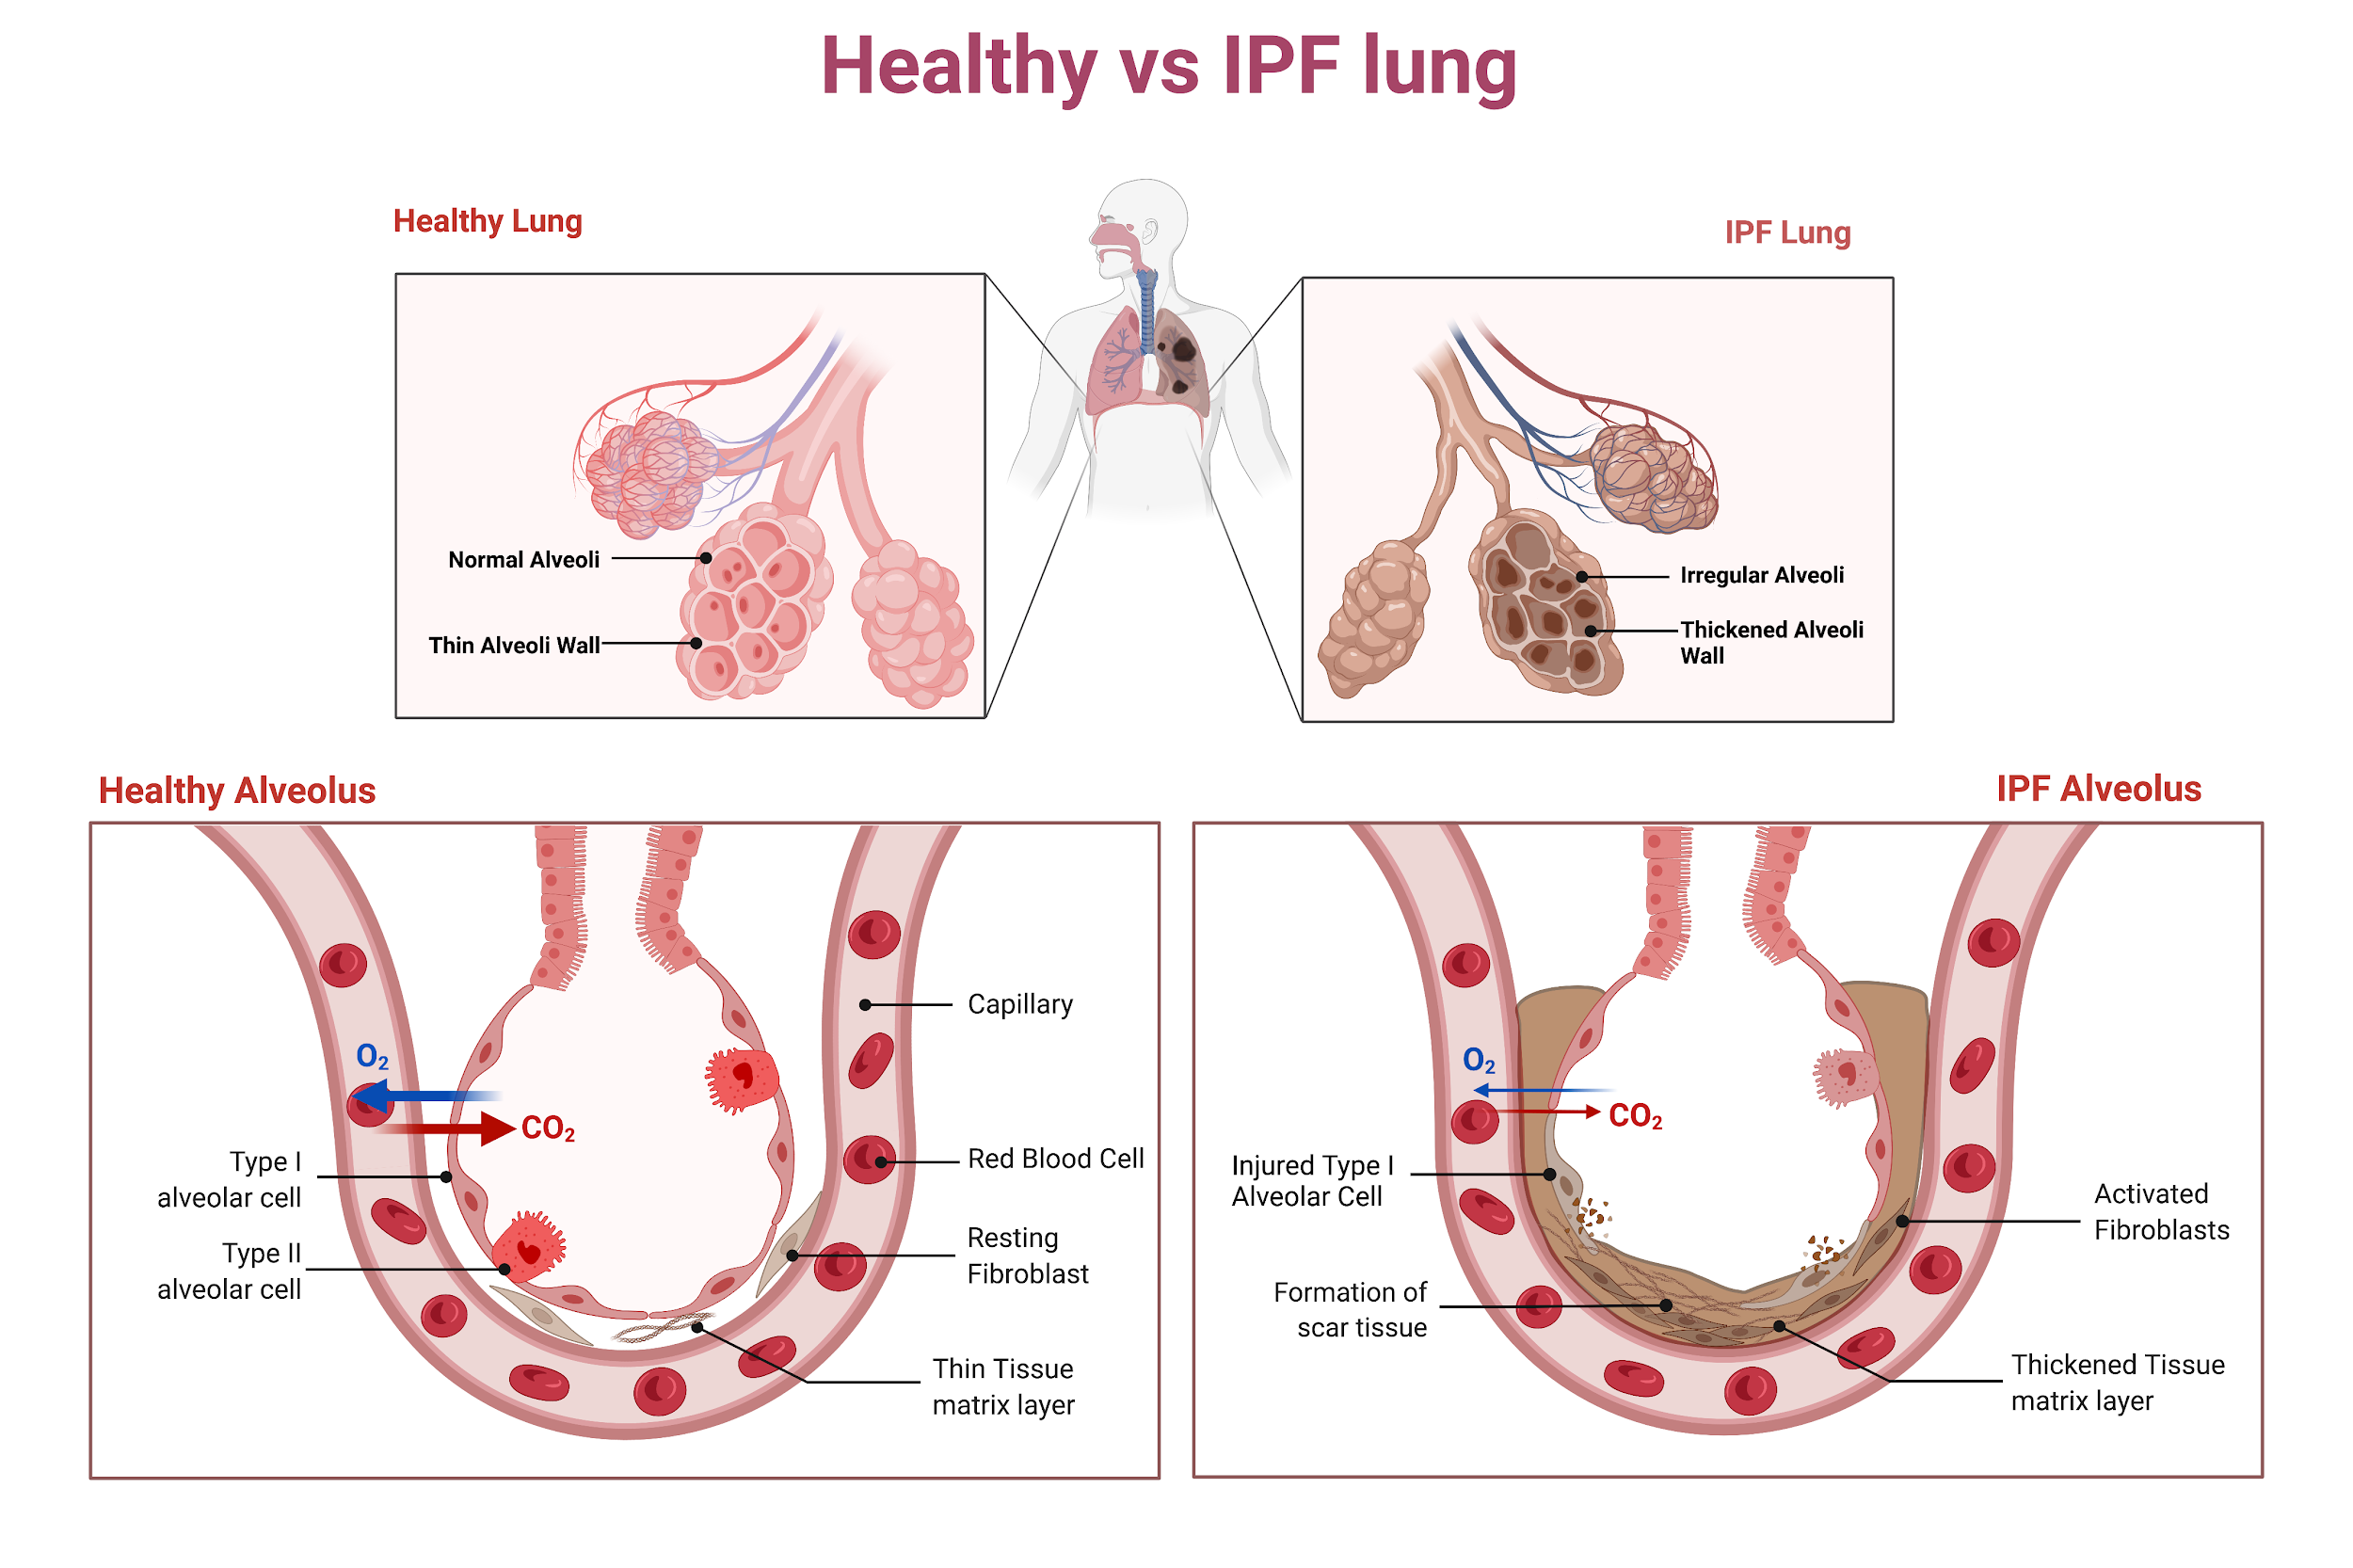 Healthy vs IPF lung
Healthy Lung
IPF Lung
Normal Alveoli
Thin Alveoli Wall
Irregular Alveoli
Thickened Alveoli
Wall
Healthy Alveolus
O₂
CO₂
Type I
alveolar cell
Type II
alveolar cell
Capillary
Red Blood Cell
Resting
Fibroblast
Thin Tissue
matrix layer
IPF Alveolus
O₂
CO₂
Injured Type I
Alveolar Cell
Formation of
scar tissue
Activated
Fibroblasts
Thickened Tissue
matrix layer